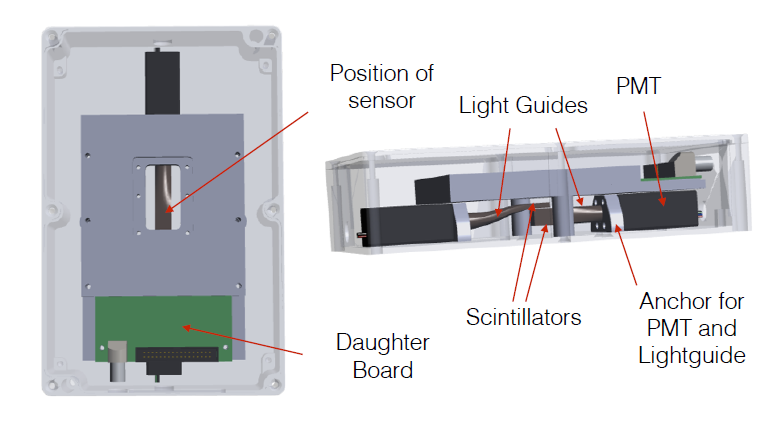 Position of
sensor
Light Guides
PMT
Scintillators
Daughter
Board
Anchor for
PMT and
Lightguide